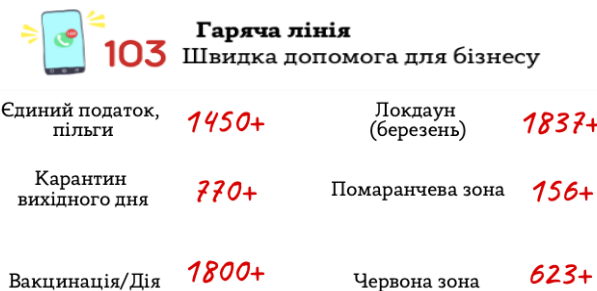 Гаряча лінія
103 Швидка допомога для бізнесу
Єдиний податок,
пільги
1450+
Локдаун
(березень)
1837+
Карантин
вихідного дня
770+
Помаранчева зона
156+
Вакцинація/Дія
1800+
Червона зона
623+